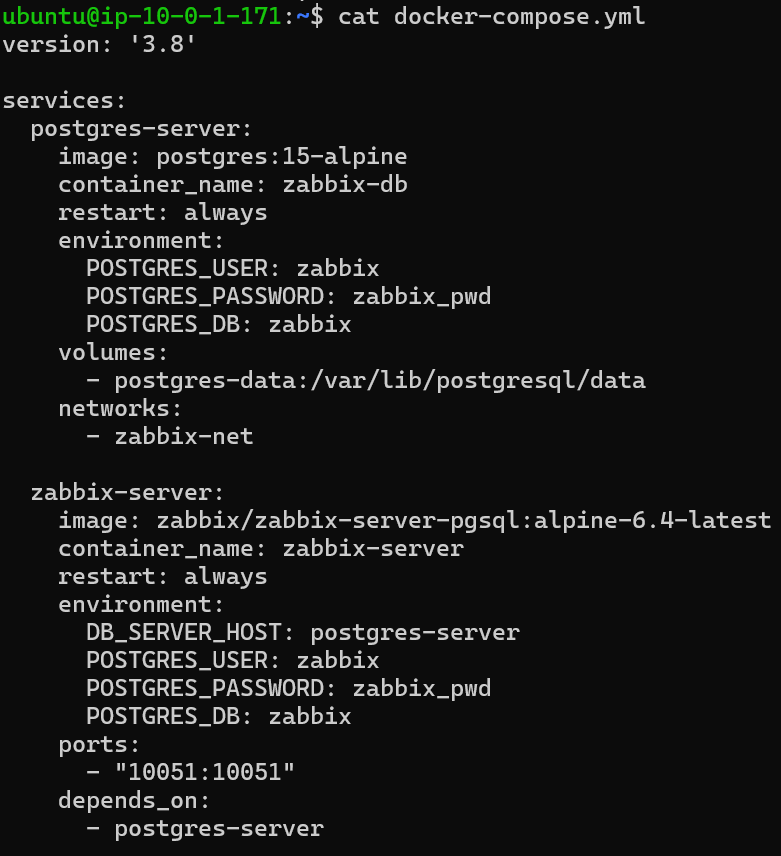 ubuntu@ip-10-0-1-171:~$ cat docker-compose.yml
version: '3.8'

services:
  postgres-server:
    image: postgres:15-alpine
    container_name: zabbix-db
    restart: always
    environment:
      POSTGRES_USER: zabbix
      POSTGRES_PASSWORD: zabbix_pwd
      POSTGRES_DB: zabbix
    volumes:
      - postgres-data:/var/lib/postgresql/data
    networks:
      - zabbix-net

  zabbix-server:
    image: zabbix/zabbix-server-pgsql:alpine-6.4-latest
    container_name: zabbix-server
    restart: always
    environment:
      DB_SERVER_HOST: postgres-server
      POSTGRES_USER: zabbix
      POSTGRES_PASSWORD: zabbix_pwd
      POSTGRES_DB: zabbix
    ports:
      - "10051:10051"
    depends_on:
      - postgres-server